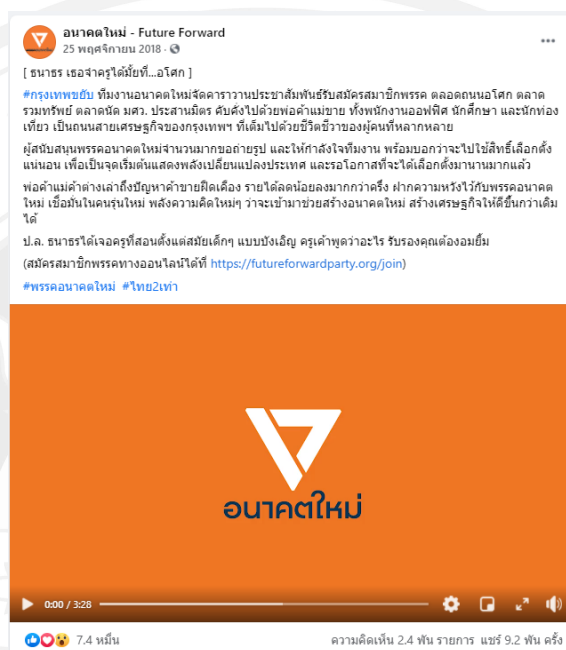 อนาคตใหม่ - Future Forward
25 พฤศจิกายน 2018 ·
[ ธนาธร เธอจำครูได้มั้ยที่...อโศก ]
#กรุงเทพขยับ ทีมงานอนาคตใหม่จัดคาราวานประชาสัมพันธ์รับสมัครสมาชิกพรรค ตลอดถนนอโศก ตลาด
รวมทรัพย์ ตลาดนัด มศว. ประสานมิตร คับคั่งไปด้วยพ่อค้าแม่ขาย ทั้งพนักงานออฟฟิศ นักศึกษา และนักท่อง
เที่ยว เป็นถนนสายเศรษฐกิจของกรุงเทพฯ ที่เต็มไปด้วยชีวิตชีวาของผู้คนที่หลากหลาย
ผู้สนับสนุนพรรคอนาคตใหม่จำนวนมากขอถ่ายรูป และให้กำลังใจทีมงาน พร้อมบอกว่าจะไปใช้สิทธิ์เลือกตั้ง
แน่นอน เพื่อเป็นจุดเริ่มต้นแสดงพลังเปลี่ยนแปลงประเทศ และรอโอกาสที่จะได้เลือกตั้งมานานมากแล้ว
พ่อค้าแม่ค้าต่างเล่าถึงปัญหาค้าขายฝืดเคือง รายได้ลดน้อยลงมากกว่าครึ่ง ฝากความหวังไว้กับพรรคอนาคต
ใหม่ เชื่อมั่นในคนรุ่นใหม่ พลังความคิดใหม่ๆ ว่าจะเข้ามาช่วยสร้างอนาคตใหม่ สร้างเศรษฐกิจให้ดีขึ้นกว่าเดิม
ได้
ป.ล. ธนาธรได้เจอครูที่สอนตั้งแต่สมัยเด็กๆ แบบบังเอิญ ครูเค้าพูดว่าอะไร รับรองคุณต้องอมยิ้ม
(สมัครสมาชิกพรรคทางออนไลน์ได้ที่ https://futureforwardparty.org/join)
#พรรคอนาคตใหม่ #ไทย2เท่า
อนาคตใหม่
0:00 / 3:28
7.4 หมื่น ความคิดเห็น 2.4 พัน รายการ แชร์ 9.2 พัน ครั้ง